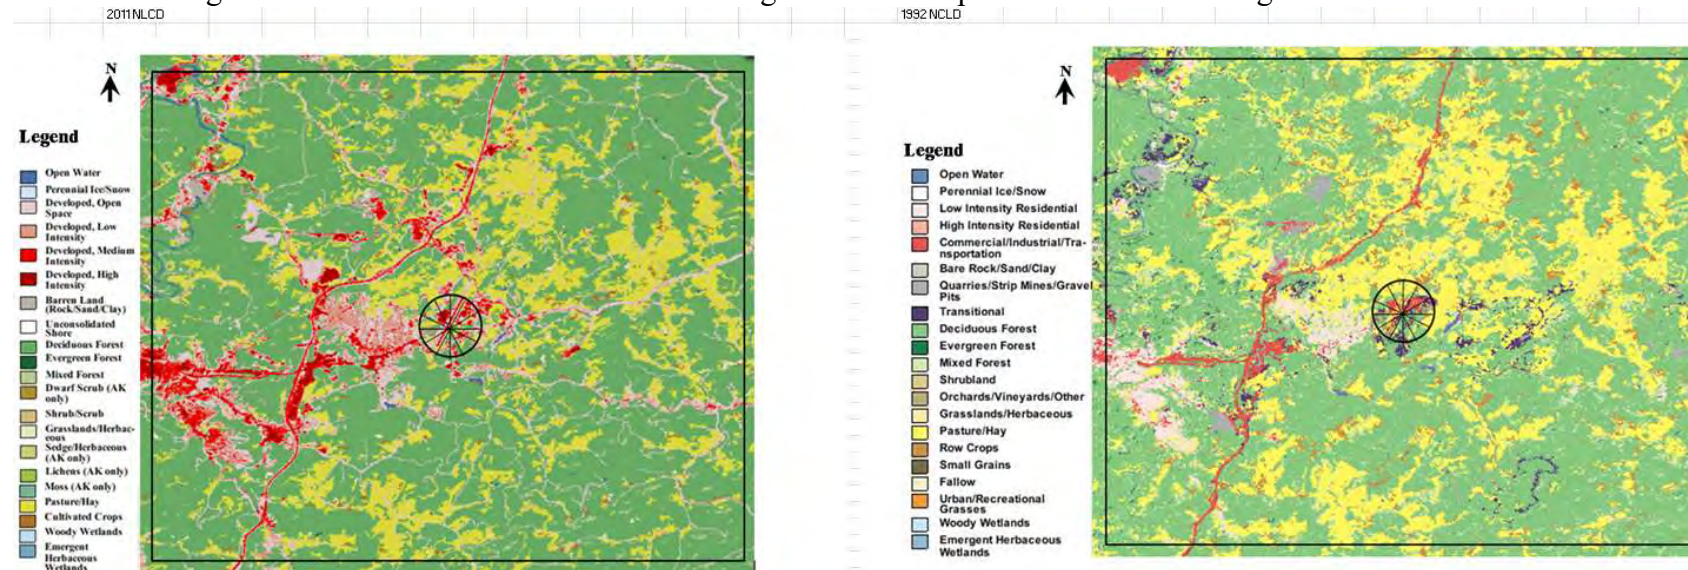 2011 NLCD
N
Legend
Open Water
Perennial Ice/Snow
Developed, Open
Space
Developed, Low
Intensity
Developed, Medium
Intensity
Developed, High
Intensity
Barren Land
(Rock/Sand/Clay)
Unconsolidated
Shore
Deciduous Forest
Evergreen Forest
Mixed Forest
Dwarf Scrub (AK
only)
Shrub/Scrub
Grasslands/Herbac-
eous
Sedge/Herbaceous
(AK only)
Lichens (AK only)
Moss (AK only)
Pasture/Hay
Cultivated Crops
Woody Wetlands
Emergent
Herbaceous
Wetlands
1992 NCLD
N
Legend
Open Water
Perennial Ice/Snow
Low Intensity Residential
High Intensity Residential
Commercial/Industrial/Tra-
nsportation
Bare Rock/Sand/Clay
Quarries/Strip Mines/Gravel
Pits
Transitional
Deciduous Forest
Evergreen Forest
Mixed Forest
Shrubland
Orchards/Vineyards/Other
Grasslands/Herbaceous
Pasture/Hay
Row Crops
Small Grains
Fallow
Urban/Recreational
Grasses
Woody Wetlands
Emergent Herbaceous
Wetlands